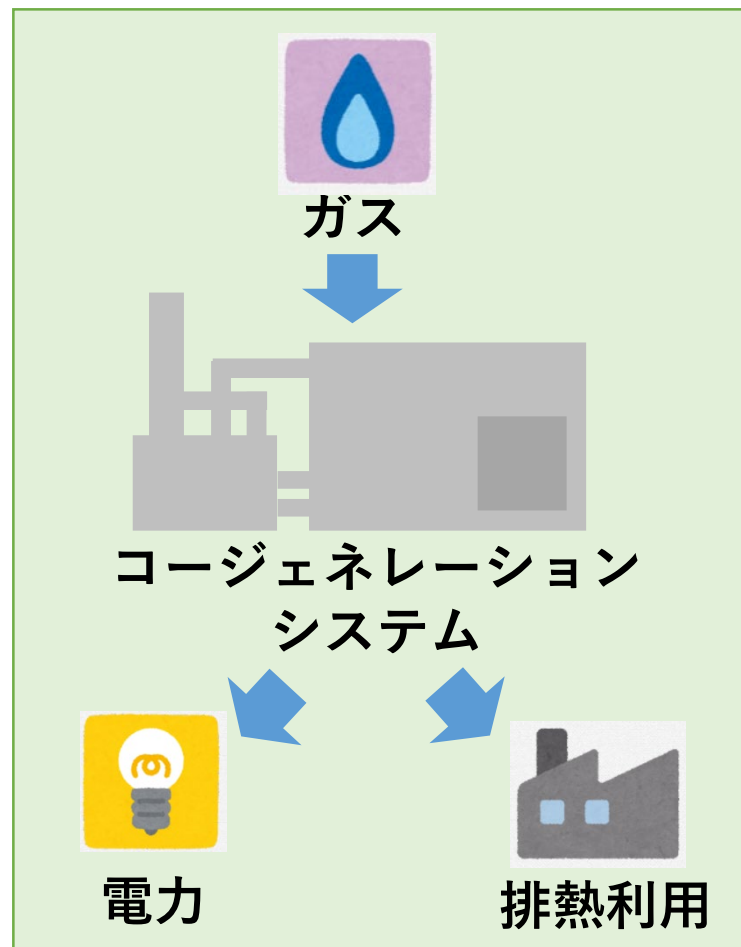 ガス
コージェネレーション
システム
電力
排熱利用